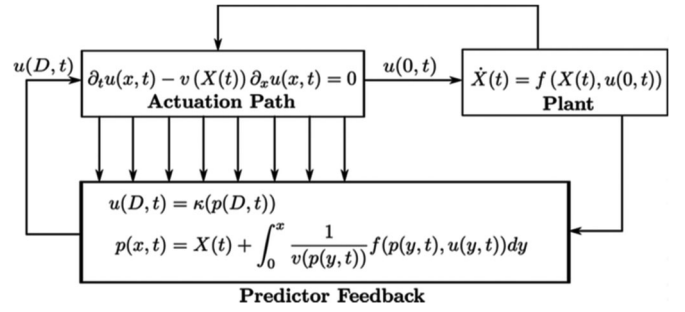 u(D, t)
∂ₜu(x, t) − v (X(t)) ∂ₓu(x, t) = 0
Actuation Path
u(0, t)
Ẋ(t) = f (X(t), u(0, t))
Plant
u(D, t) = κ(p(D, t))
p(x, t) = X(t) + ∫₀ˣ 1/v(p(y, t)) f(p(y, t), u(y, t))dy
Predictor Feedback